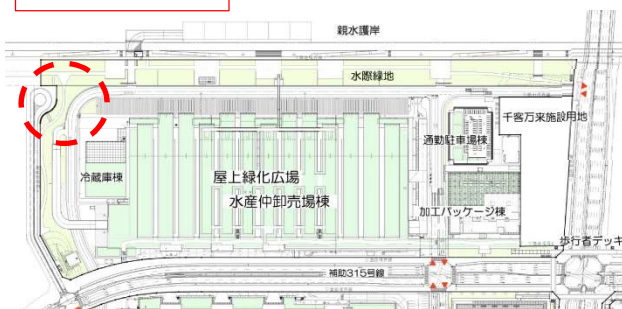 親水護岸
水際緑地
千客万来施設用地
通勤駐車場棟
冷蔵庫棟
屋上緑化広場
水産仲卸売場棟
加工パッケージ棟
歩行者デッキ
補助315号線